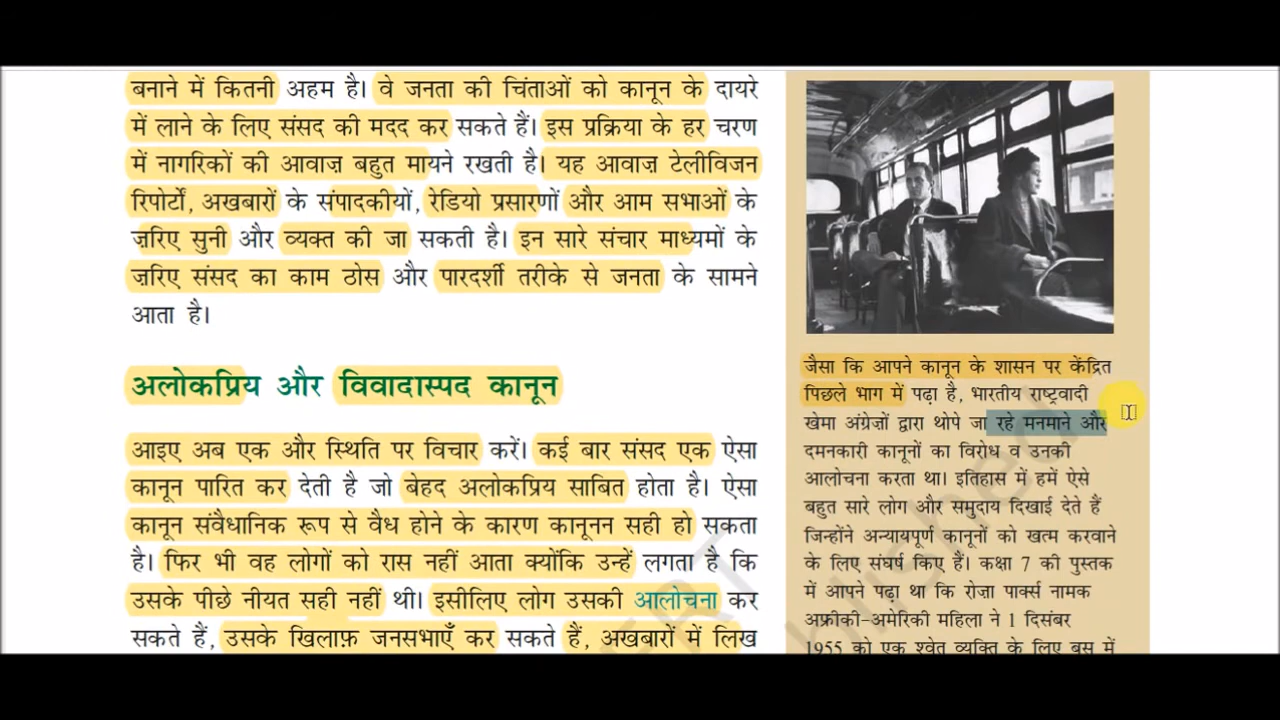 बनाने में कितनी अहम है। वे जनता की चिंताओं को कानून के दायरे
में लाने के लिए संसद की मदद कर सकते हैं। इस प्रक्रिया के हर चरण
में नागरिकों की आवाज़ बहुत मायने रखती है। यह आवाज़ टेलीविजन
रिपोर्टों, अखबारों के संपादकीयों, रेडियो प्रसारणों और आम सभाओं के
ज़रिए सुनी और व्यक्त की जा सकती है। इन सारे संचार माध्यमों के
ज़रिए संसद का काम ठोस और पारदर्शी तरीके से जनता के सामने
आता है।
अलोकप्रिय और विवादास्पद कानून
आइए अब एक और स्थिति पर विचार करें। कई बार संसद एक ऐसा
कानून पारित कर देती है जो बेहद अलोकप्रिय साबित होता है। ऐसा
कानून संवैधानिक रूप से वैध होने के कारण कानूनन सही हो सकता
है। फिर भी वह लोगों को रास नहीं आता क्योंकि उन्हें लगता है कि
उसके पीछे नीयत सही नहीं थी। इसीलिए लोग उसकी आलोचना कर
सकते हैं, उसके खिलाफ़ जनसभाएँ कर सकते हैं, अखबारों में लिख
जैसा कि आपने कानून के शासन पर केंद्रित
पिछले भाग में पढ़ा है, भारतीय राष्ट्रवादी
खेमा अंग्रेज़ों द्वारा थोपे जा रहे मनमाने और
दमनकारी कानूनों का विरोध व उनकी
आलोचना करता था। इतिहास में हमें ऐसे
बहुत सारे लोग और समुदाय दिखाई देते हैं
जिन्होंने अन्यायपूर्ण कानूनों को खत्म करवाने
के लिए संघर्ष किए हैं। कक्षा 7 की पुस्तक
में आपने पढ़ा था कि रोज़ा पार्क्स नामक
अफ्रीकी-अमेरिकी महिला ने 1 दिसंबर
1955 को एक श्वेत व्यक्ति के लिए बस में